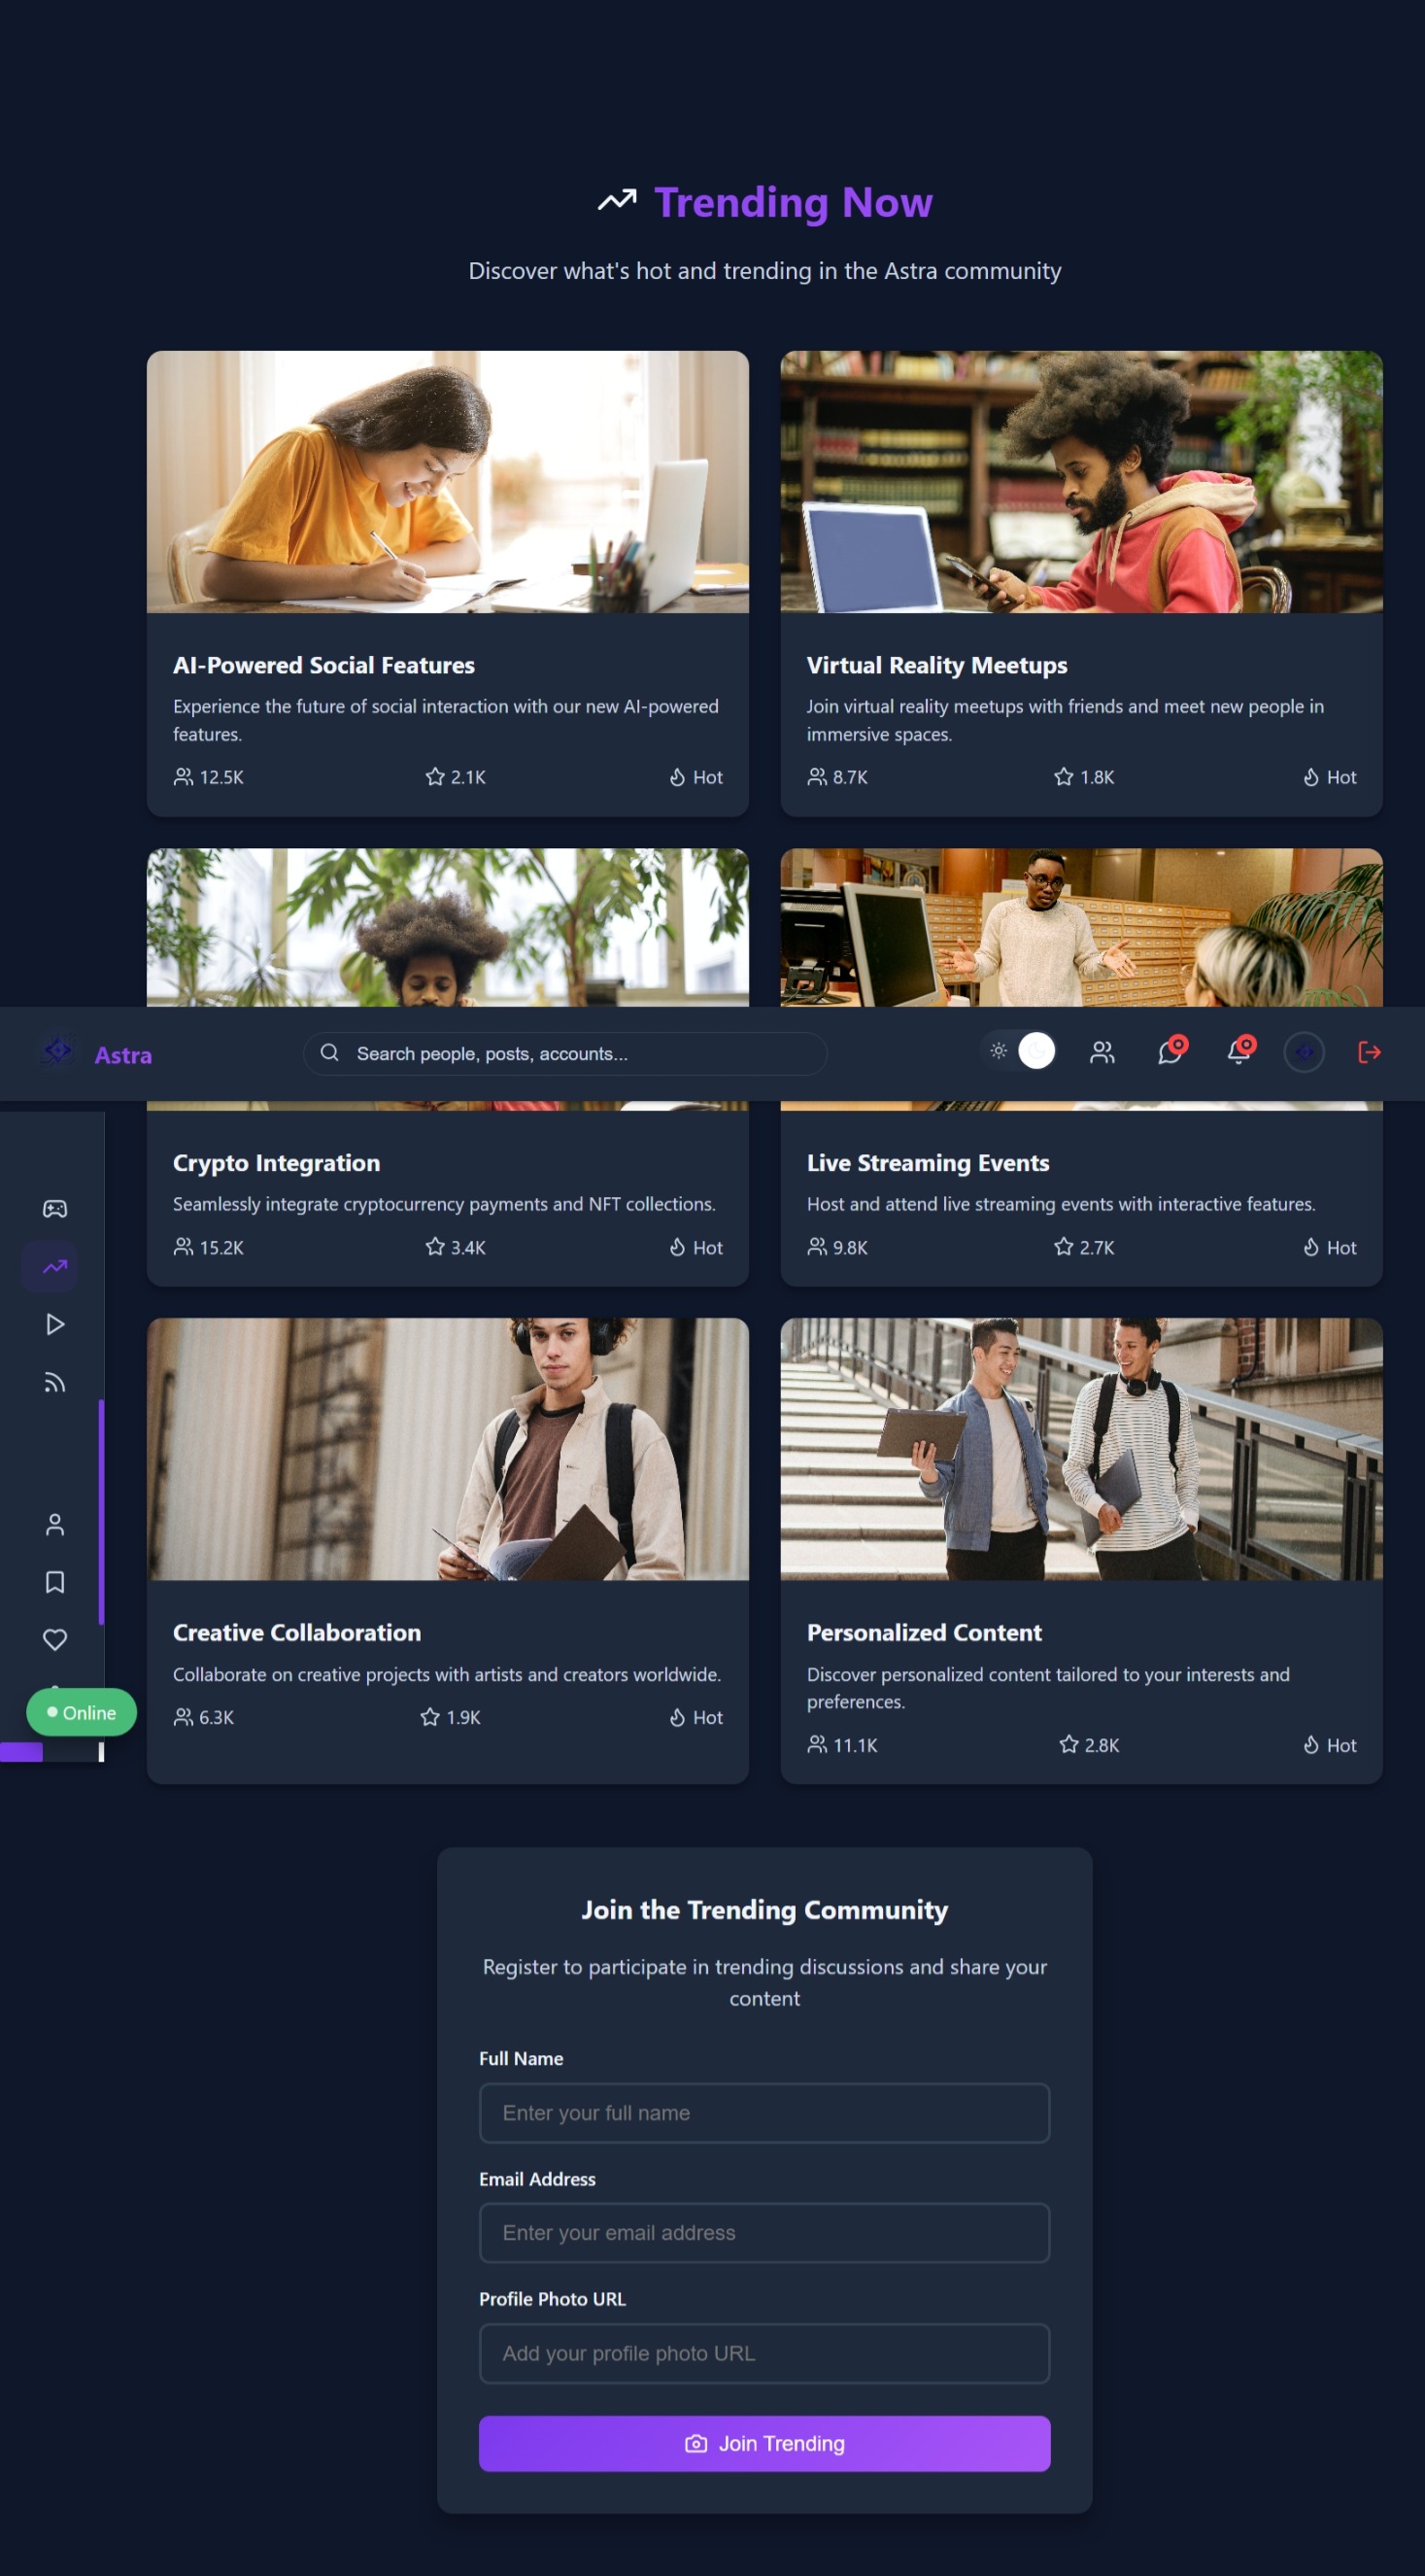 Trending Now
Discover what's hot and trending in the Astra community
AI-Powered Social Features
Experience the future of social interaction with our new AI-powered
features.
12.5K 2.1K Hot
Virtual Reality Meetups
Join virtual reality meetups with friends and meet new people in
immersive spaces.
8.7K 1.8K Hot
Astra
Search people, posts, accounts...
0
0
Crypto Integration
Seamlessly integrate cryptocurrency payments and NFT collections.
15.2K 3.4K Hot
Live Streaming Events
Host and attend live streaming events with interactive features.
9.8K 2.7K Hot
Creative Collaboration
Collaborate on creative projects with artists and creators worldwide.
6.3K 1.9K Hot
Personalized Content
Discover personalized content tailored to your interests and
preferences.
11.1K 2.8K Hot
Online
Join the Trending Community
Register to participate in trending discussions and share your
content
Full Name
Enter your full name
Email Address
Enter your email address
Profile Photo URL
Add your profile photo URL
Join Trending